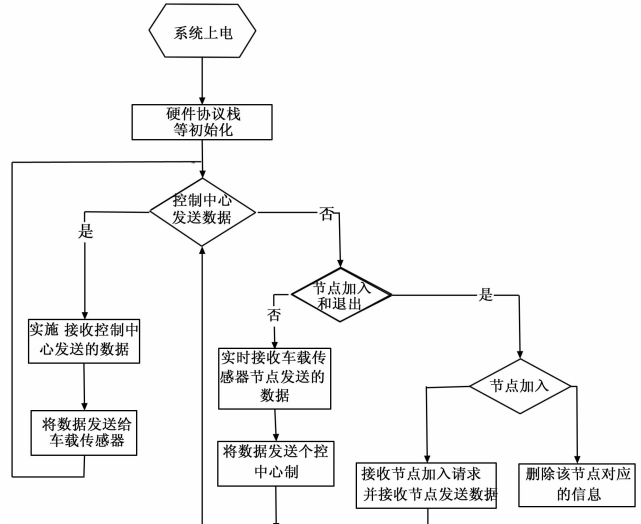 系统上电
硬件协议栈
等初始化
控制中心
发送数据
是
否
节点加入
和退出
是
否
实施 接收控制中
心发送的数据
实时接收车载传
感器节点发送的
数据
节点加入
将数据发送给
车载传感器
将数据发送个控
中心制
接收节点加入请求
并接收节点发送数据
删除该节点对应
的信息